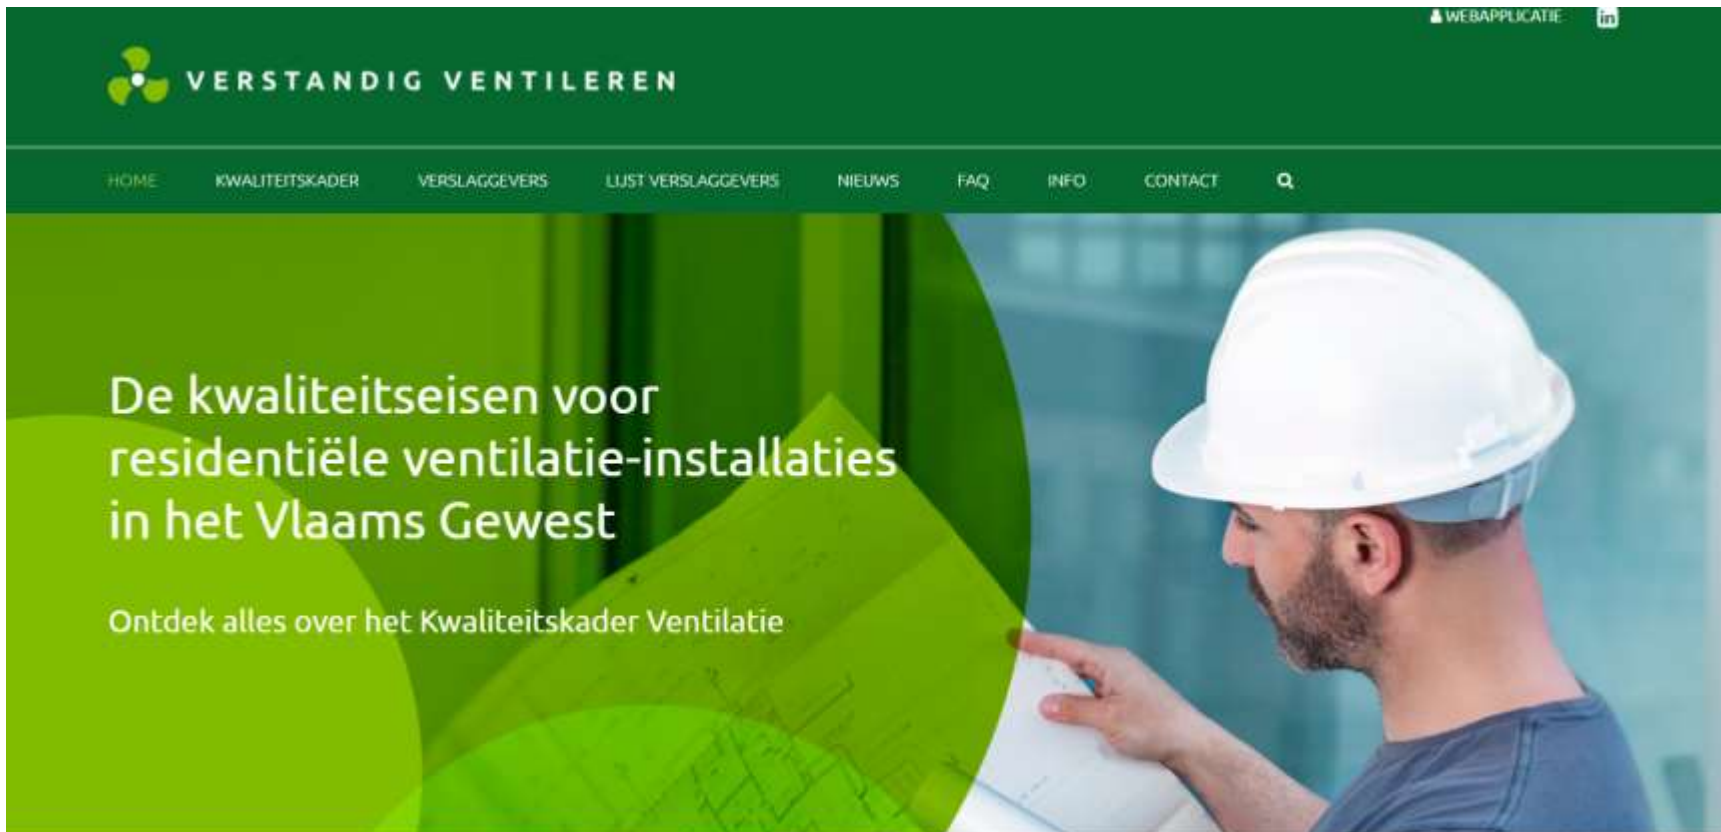 WEBAPPLICATIE
in
VERSTANDIG VENTILEREN
HOME KWALITEITSKADER VERSLAGGEVERS LIJST VERSLAGGEVERS NIEUWS FAQ INFO CONTACT
De kwaliteitseisen voor
residentiële ventilatie-installaties
in het Vlaams Gewest
Ontdek alles over het Kwaliteitskader Ventilatie